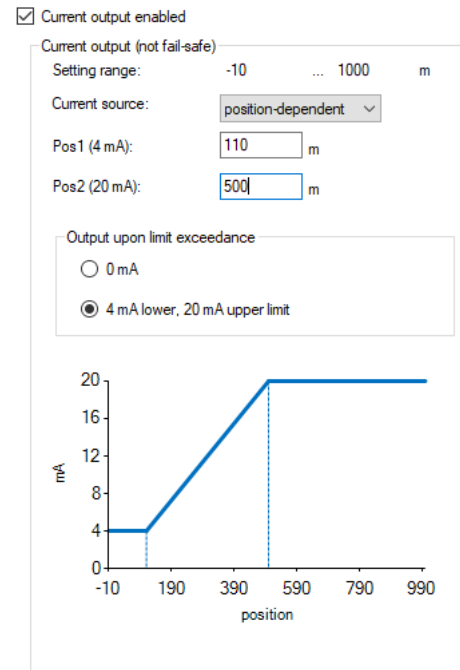 Current output enabled
Current output (not fail-safe)
Setting range: -10 ... 1000 m
Current source: position-dependent
Pos1 (4 mA): 110 m
Pos2 (20 mA): 500 m
Output upon limit exceedance
0 mA
4 mA lower, 20 mA upper limit
20
16
12
mA
8
4
0
-10 190 390 590 790 990
position